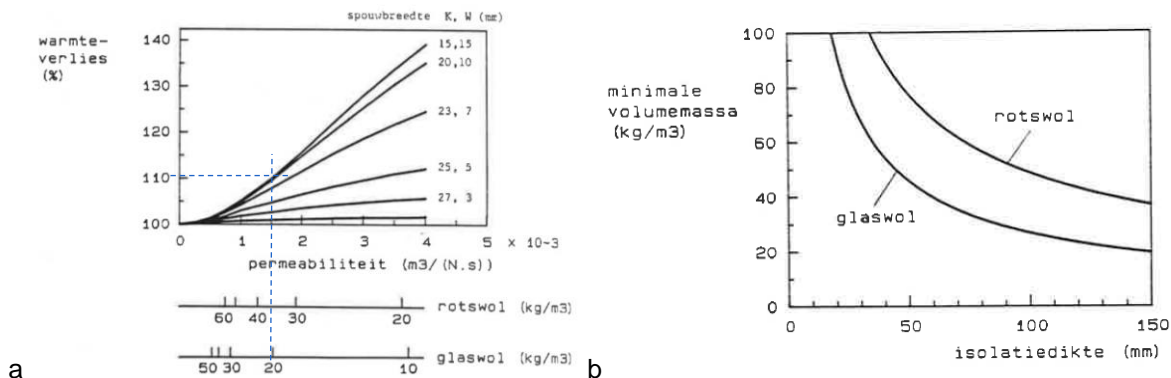 spouwbreedte K, W (mm)
warmte-
verlies
(%)
140
130
120
110
100
15,15
20,10
23, 7
25, 5
27, 3
0 1 2 3 4 5 × 10-3
permeabiliteit (m3/(N.s))
60 40 30 20
rotswol (kg/m3)
50 30 20 10
glaswol (kg/m3)
a
minimale
volumemassa
(kg/m3)
100
80
60
40
20
0
rotswol
glaswol
0 50 100 150
isolatiedikte (mm)
b